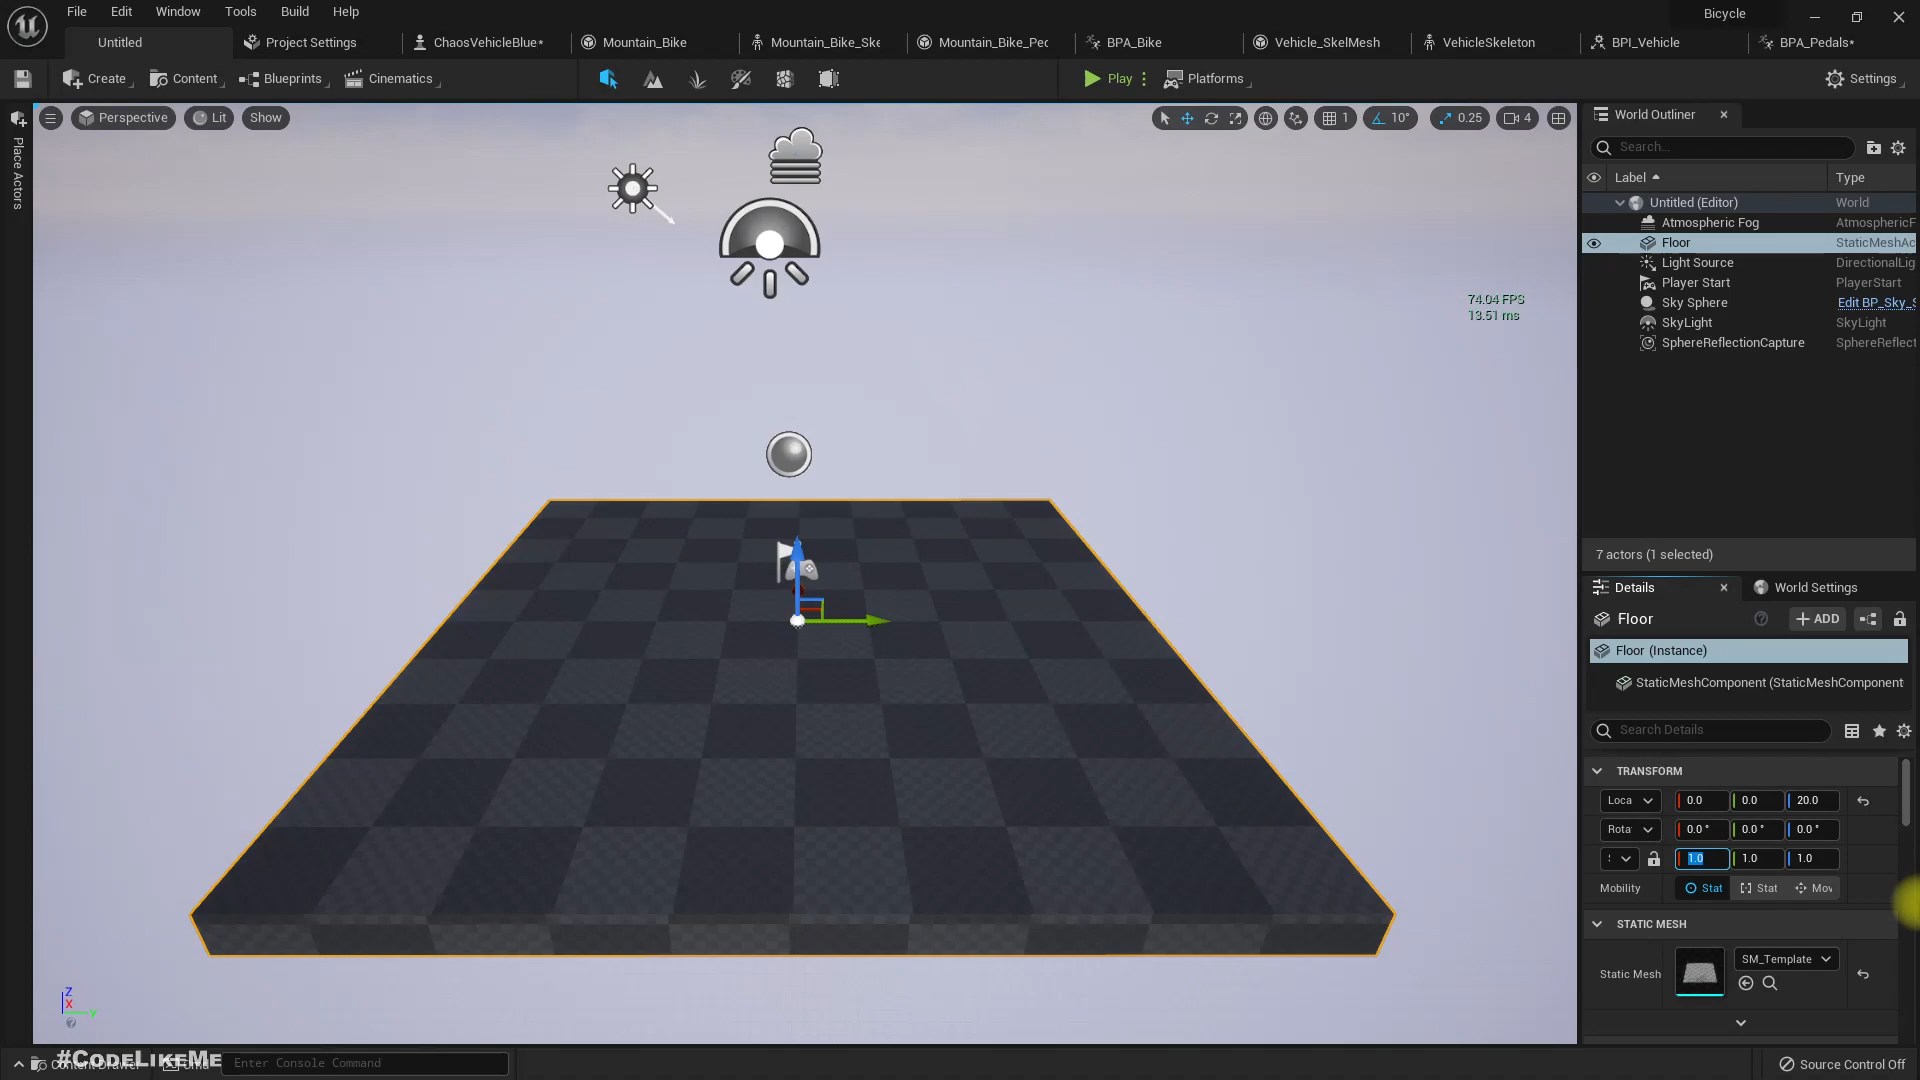 File Edit Window Tools Build Help
Bicycle
Untitled
Project Settings
ChaosVehicleBlue*
Mountain_Bike
Mountain_Bike_Ske
Mountain_Bike_Pec
BPA_Bike
Vehicle_SkelMesh
VehicleSkeleton
BPI_Vehicle
BPA_Pedals*
Create
Content
Blueprints
Cinematics
Play
Platforms
Settings
Place Actors
Perspective
Lit
Show
1
10°
0.25
4
74.04 FPS
13.51 ms
World Outliner
Search...
Label
Type
Untitled (Editor) World
Atmospheric Fog AtmosphericF
Floor StaticMeshAc
Light Source DirectionalLig
Player Start PlayerStart
Sky Sphere Edit BP_Sky_S
SkyLight SkyLight
SphereReflectionCapture SphereReflect
7 actors (1 selected)
Details
World Settings
Floor
ADD
Floor (Instance)
StaticMeshComponent (StaticMeshComponent
Search Details
TRANSFORM
Loca 0.0 0.0 20.0
Rota 0.0 ° 0.0 ° 0.0 °
1.0 1.0 1.0
Mobility Stat Stat Mov
STATIC MESH
Static Mesh
SM_Template
Z
X
Y
#CodeLikeMe
Enter Console Command
Source Control Off